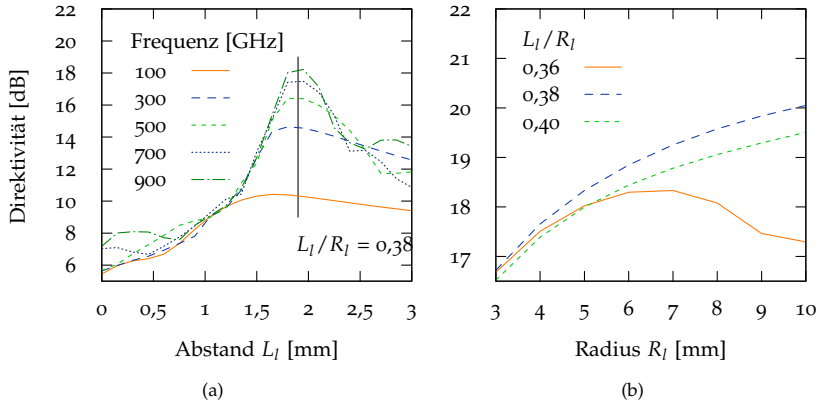 22
20
18
16
14
12
10
8
6
Direktivität [dB]
Frequenz [GHz]
100
300
500
700
900
L_l/R_l = 0,38
0 0,5 1 1,5 2 2,5 3
Abstand L_l [mm]
(a)
22
21
20
19
18
17
L_l/R_l
0,36
0,38
0,40
3 4 5 6 7 8 9 10
Radius R_l [mm]
(b)